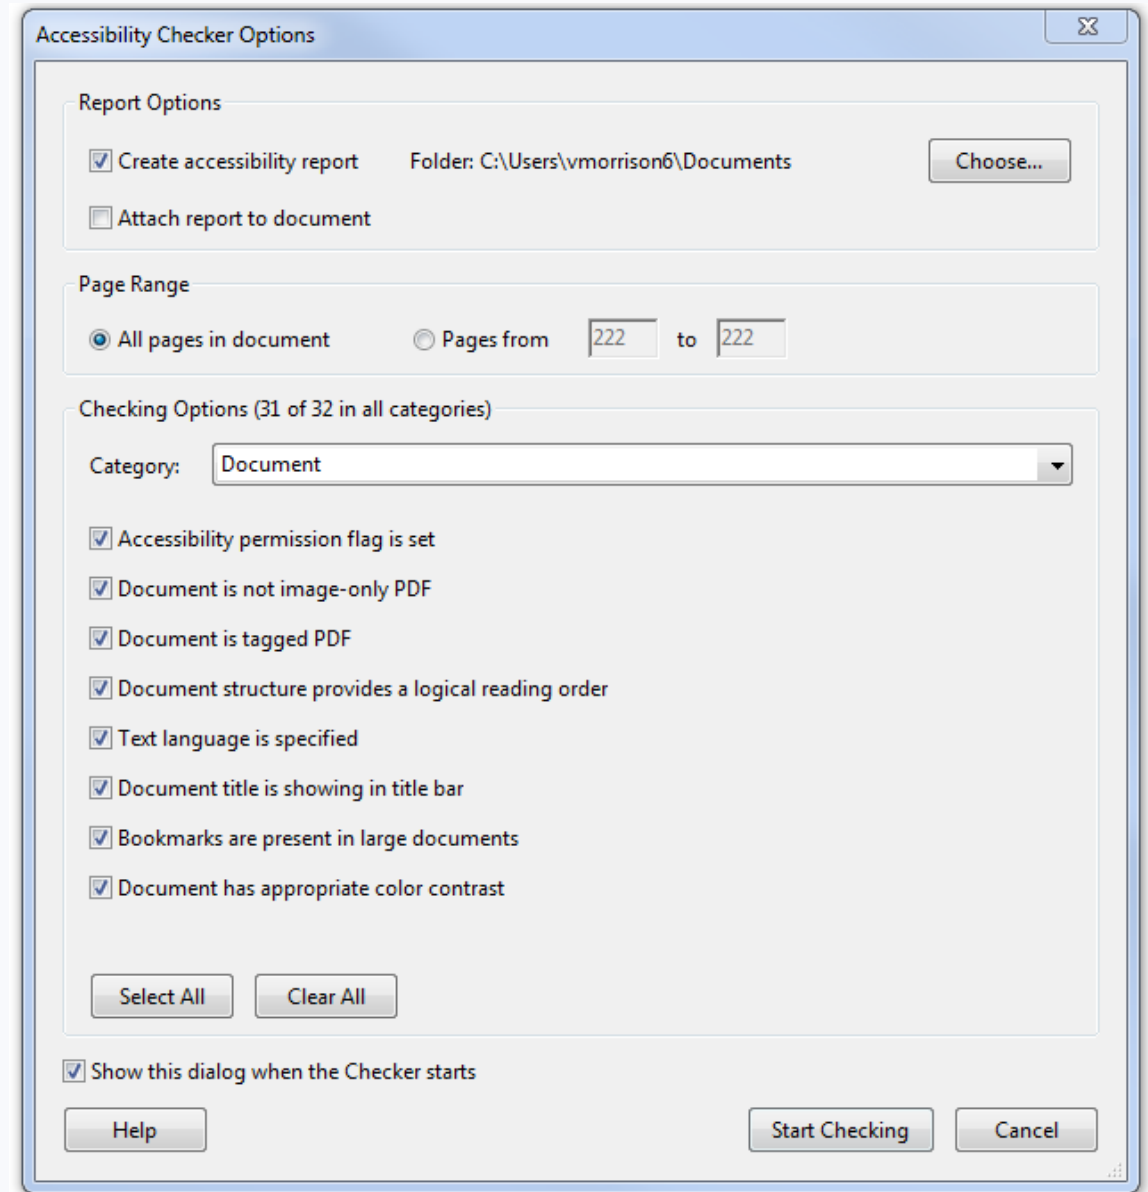 Accessibility Checker Options
Report Options
Create accessibility report Folder: C:\Users\vmorrison6\Documents Choose...
Attach report to document
Page Range
All pages in document Pages from 222 to 222
Checking Options (31 of 32 in all categories)
Category: Document
Accessibility permission flag is set
Document is not image-only PDF
Document is tagged PDF
Document structure provides a logical reading order
Text language is specified
Document title is showing in title bar
Bookmarks are present in large documents
Document has appropriate color contrast
Select All Clear All
Show this dialog when the Checker starts
Help Start Checking Cancel